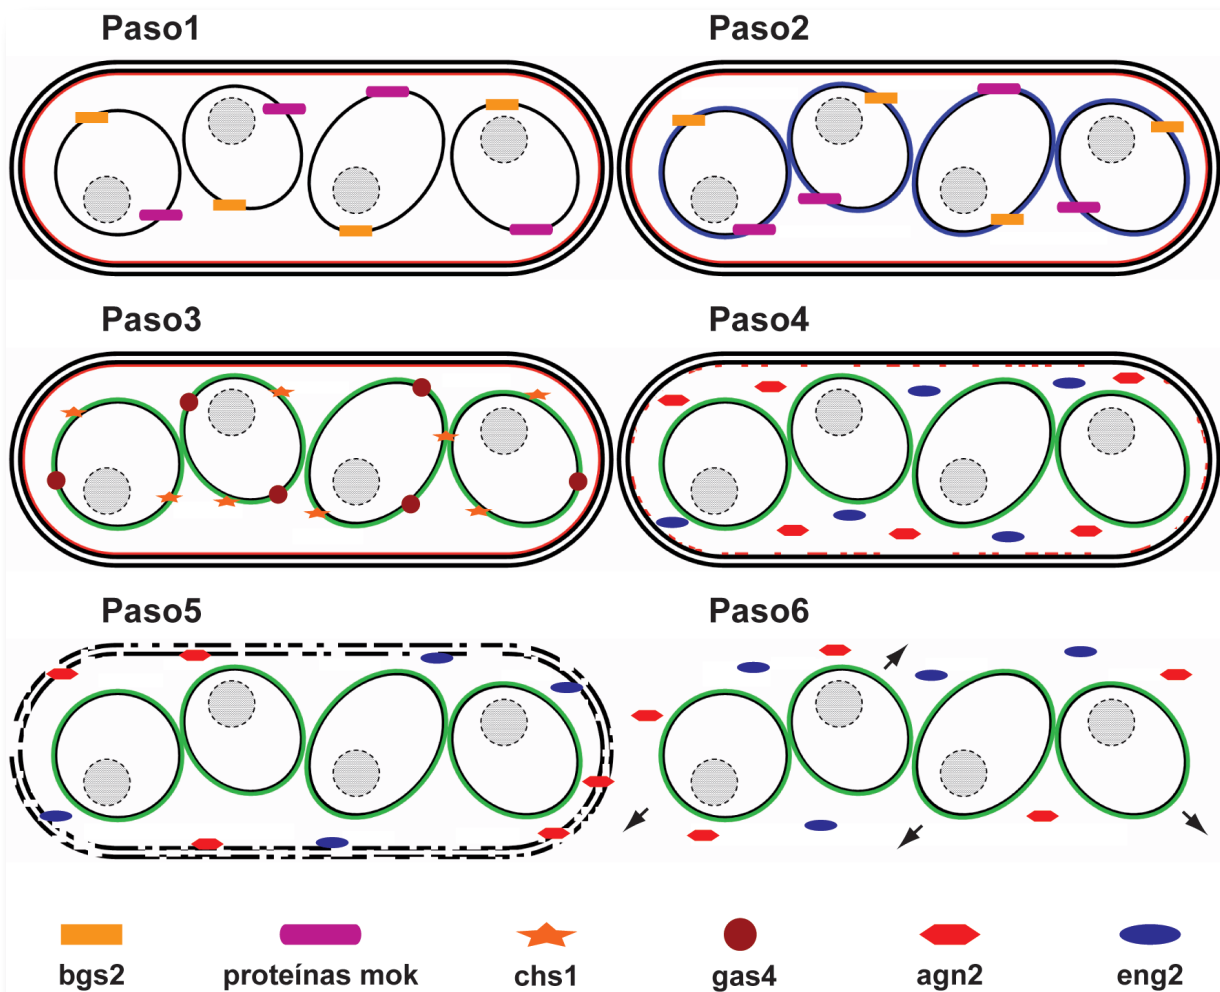 Paso1
Paso2
Paso3
Paso4
Paso5
Paso6
bgs2
proteínas mok
chs1
gas4
agn2
eng2